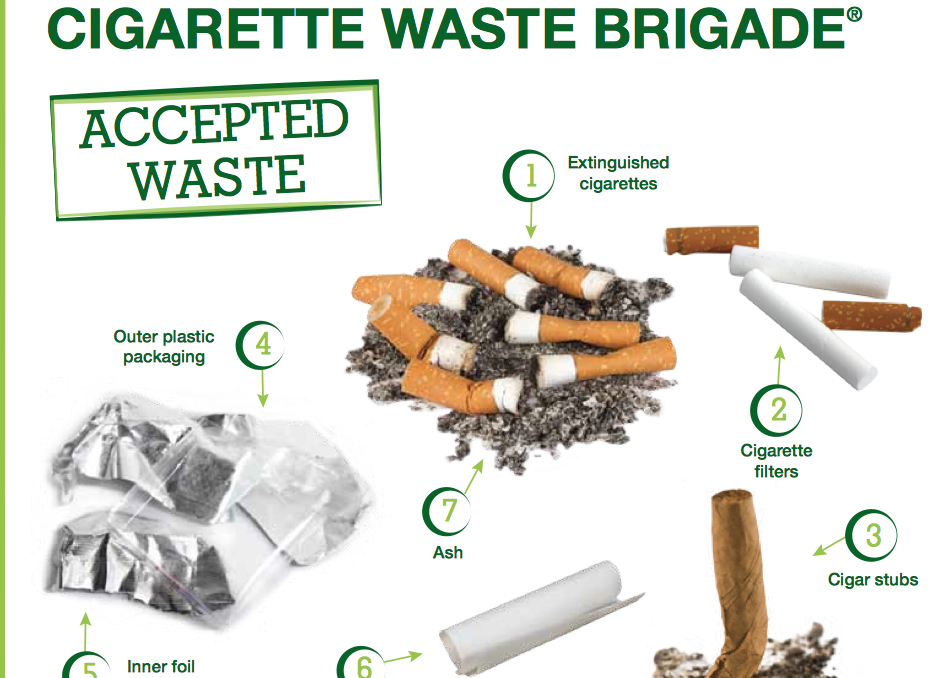 CIGARETTE WASTE BRIGADE®
ACCEPTED
WASTE
1
Extinguished
cigarettes
Outer plastic
packaging
4
2
Cigarette
filters
7
Ash
3
Cigar stubs
5
Inner foil
6